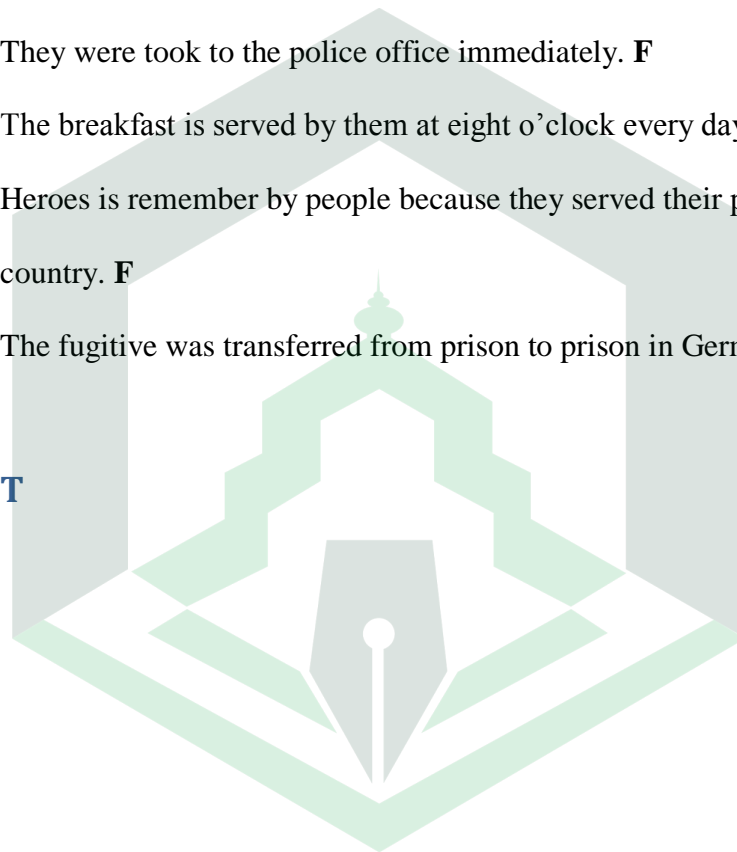 They were took to the police office immediately. F
The breakfast is served by them at eight o’clock every day
Heroes is remember by people because they served their
country. F
The fugitive was transferred from prison to prison in
T